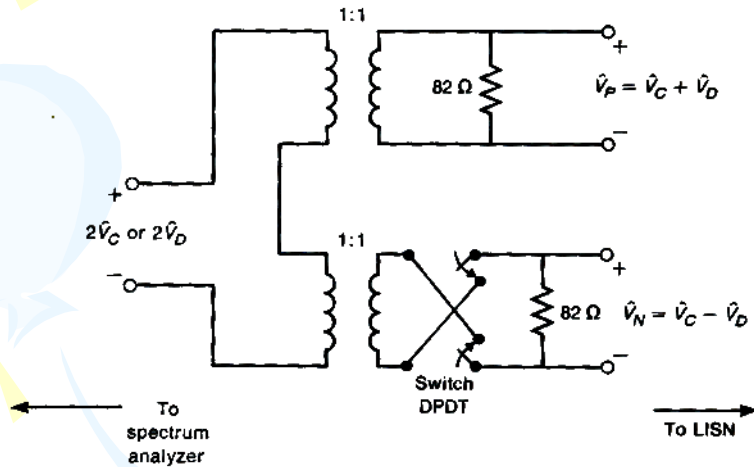 1:1
82 Ω
+
V̂P = V̂C + V̂D
−
+
2V̂C or 2V̂D
−
1:1
+
82 Ω
V̂N = V̂C − V̂D
−
Switch
DPDT
To
spectrum
analyzer
To LISN